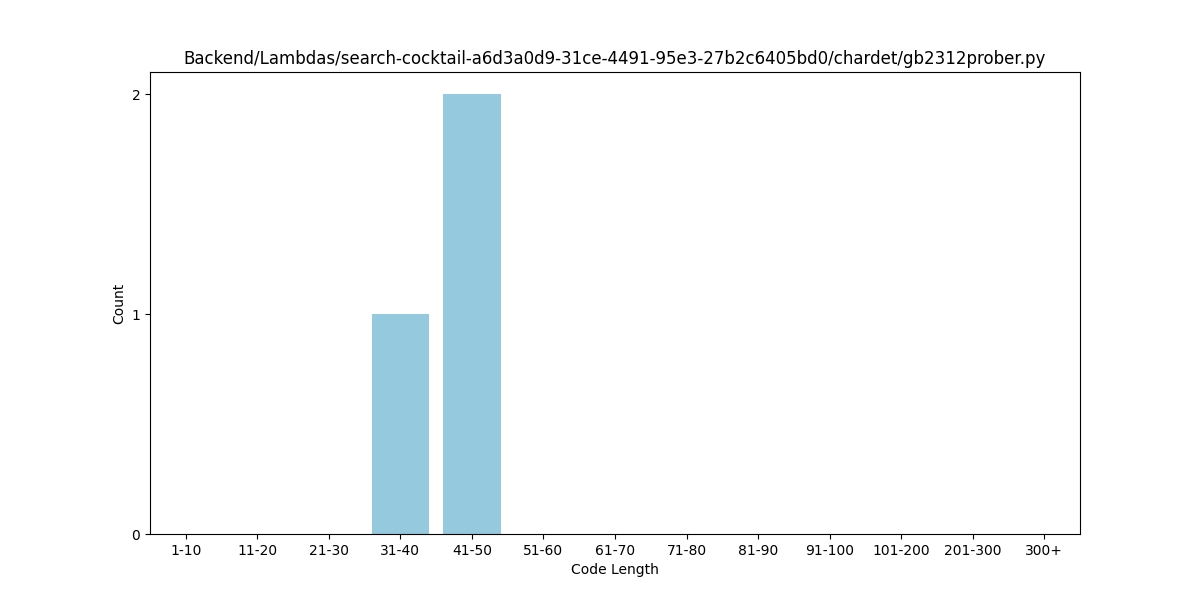 Backend/Lambdas/search-cocktail-a6d3a0d9-31ce-4491-95e3-27b2c6405bd0/chardet/gb2312prober.py
2
1
0
Count
1-10 11-20 21-30 31-40 41-50 51-60 61-70 71-80 81-90 91-100 101-200 201-300 300+
Code Length